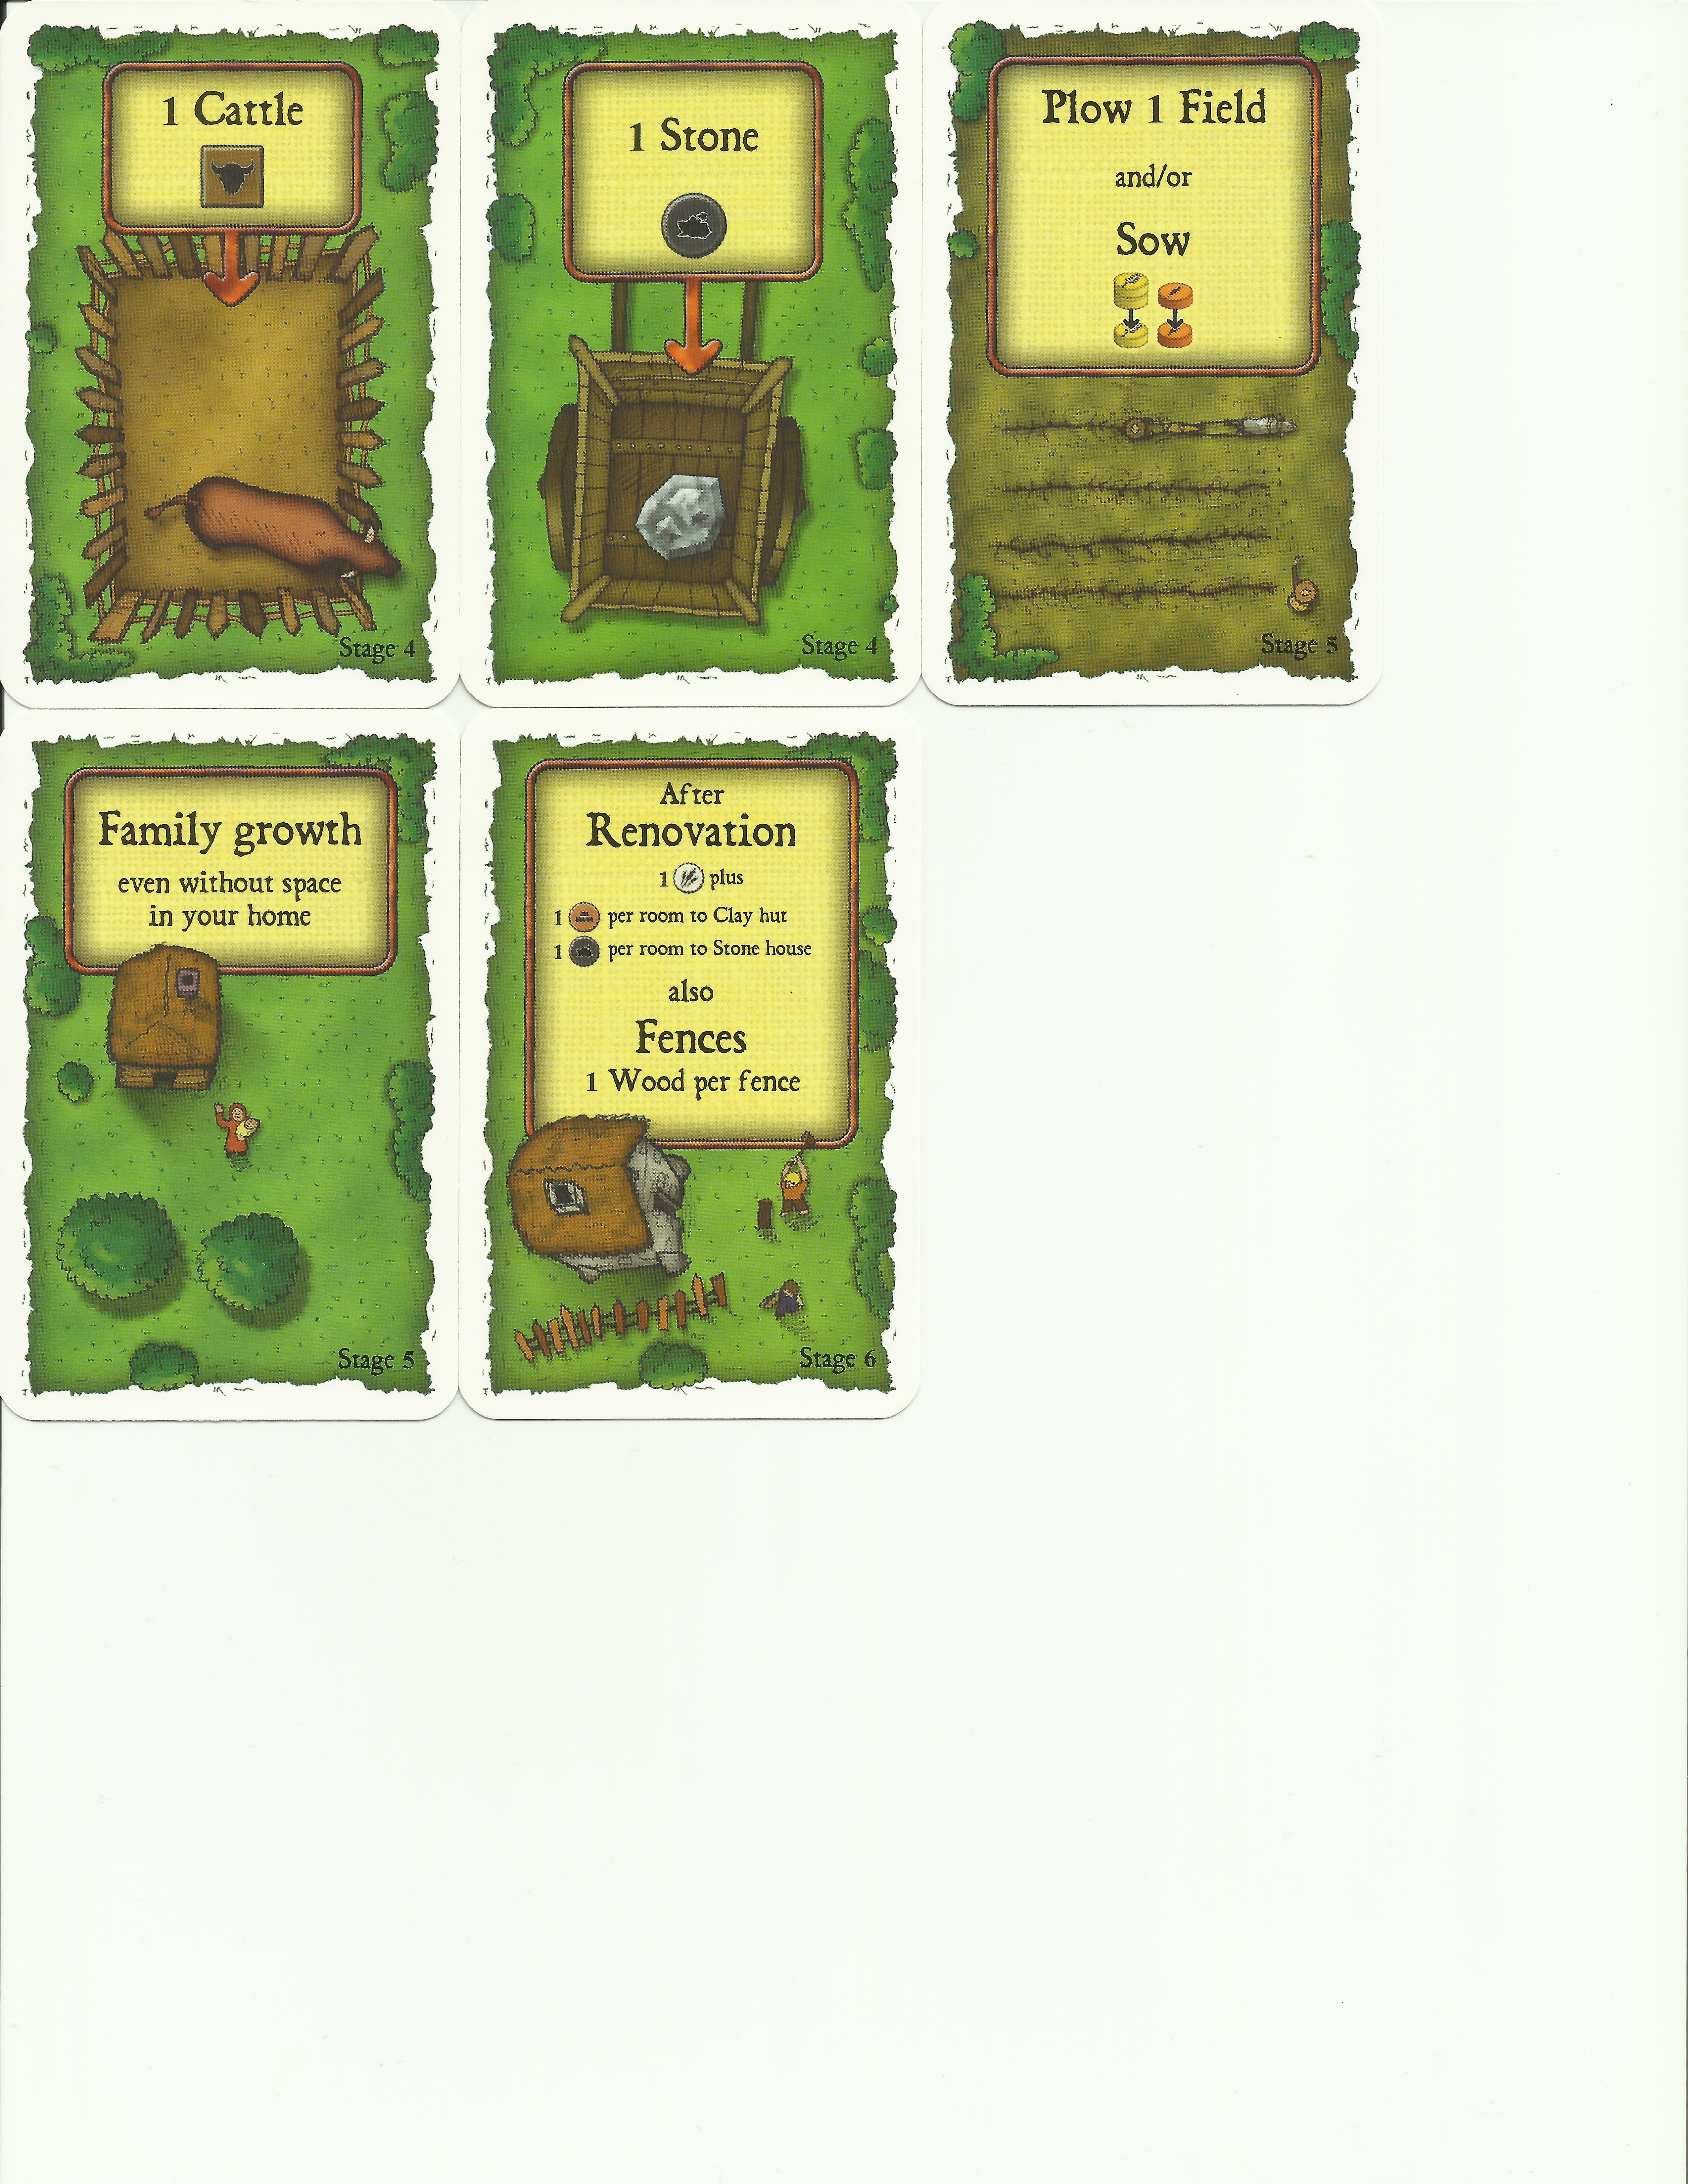 1 Cattle
Stage 4
1 Stone
Stage 4
Plow 1 Field
and/or
Sow
Stage 5
Family growth
even without space
in your home
Stage 5
After
Renovation
1 plus
1 per room to Clay hut
1 per room to Stone house
also
Fences
1 Wood per fence
Stage 6